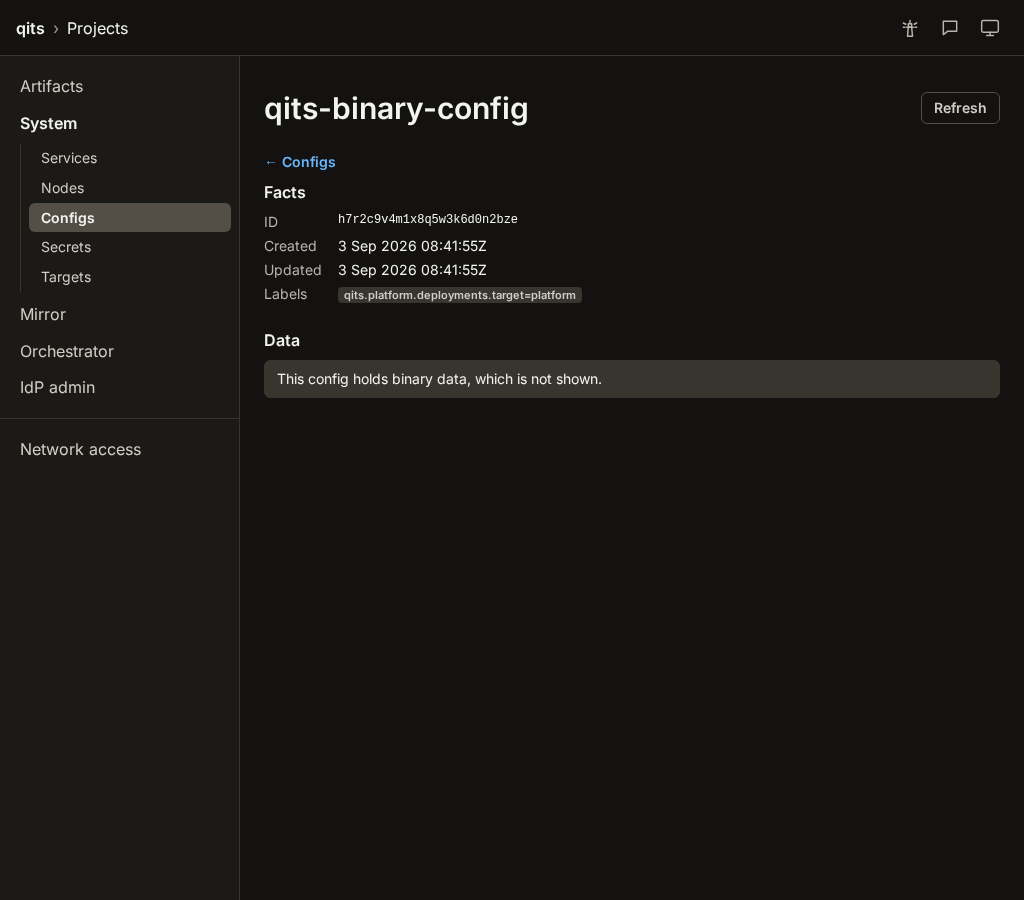 qits › Projects
Artifacts
System
Services
Nodes
Configs
Secrets
Targets
Mirror
Orchestrator
IdP admin
Network access
qits-binary-config
Refresh
← Configs
Facts
ID h7r2c9v4m1x8q5w3k6d0n2bze
Created 3 Sep 2026 08:41:55Z
Updated 3 Sep 2026 08:41:55Z
Labels qits.platform.deployments.target=platform
Data
This config holds binary data, which is not shown.